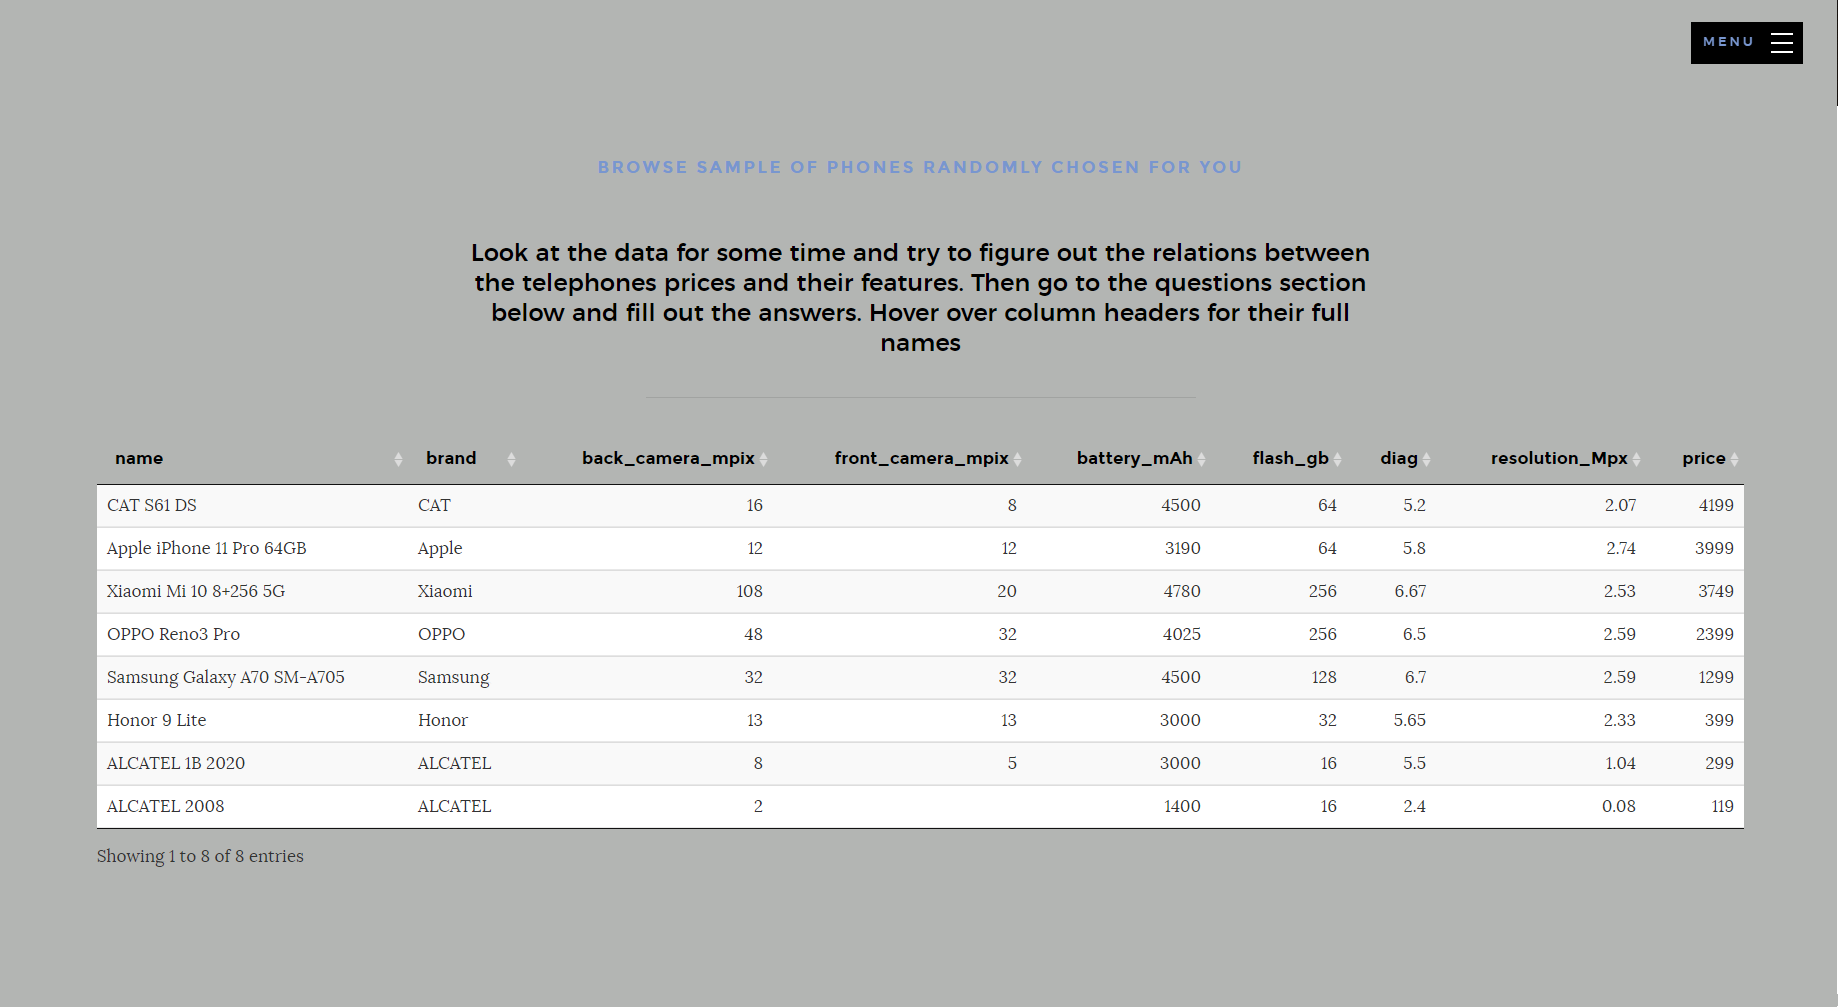 MENU
BROWSE SAMPLE OF PHONES RANDOMLY CHOSEN FOR YOU
Look at the data for some time and try to figure out the relations between
the telephones prices and their features. Then go to the questions section
below and fill out the answers. Hover over column headers for their full
names
name brand back_camera_mpix front_camera_mpix battery_mAh flash_gb diag resolution_Mpx price
CAT S61 DS CAT 16 8 4500 64 5.2 2.07 4199
Apple iPhone 11 Pro 64GB Apple 12 12 3190 64 5.8 2.74 3999
Xiaomi Mi 10 8+256 5G Xiaomi 108 20 4780 256 6.67 2.53 3749
OPPO Reno3 Pro OPPO 48 32 4025 256 6.5 2.59 2399
Samsung Galaxy A70 SM-A705 Samsung 32 32 4500 128 6.7 2.59 1299
Honor 9 Lite Honor 13 13 3000 32 5.65 2.33 399
ALCATEL 1B 2020 ALCATEL 8 5 3000 16 5.5 1.04 299
ALCATEL 2008 ALCATEL 2 1400 16 2.4 0.08 119
Showing 1 to 8 of 8 entries